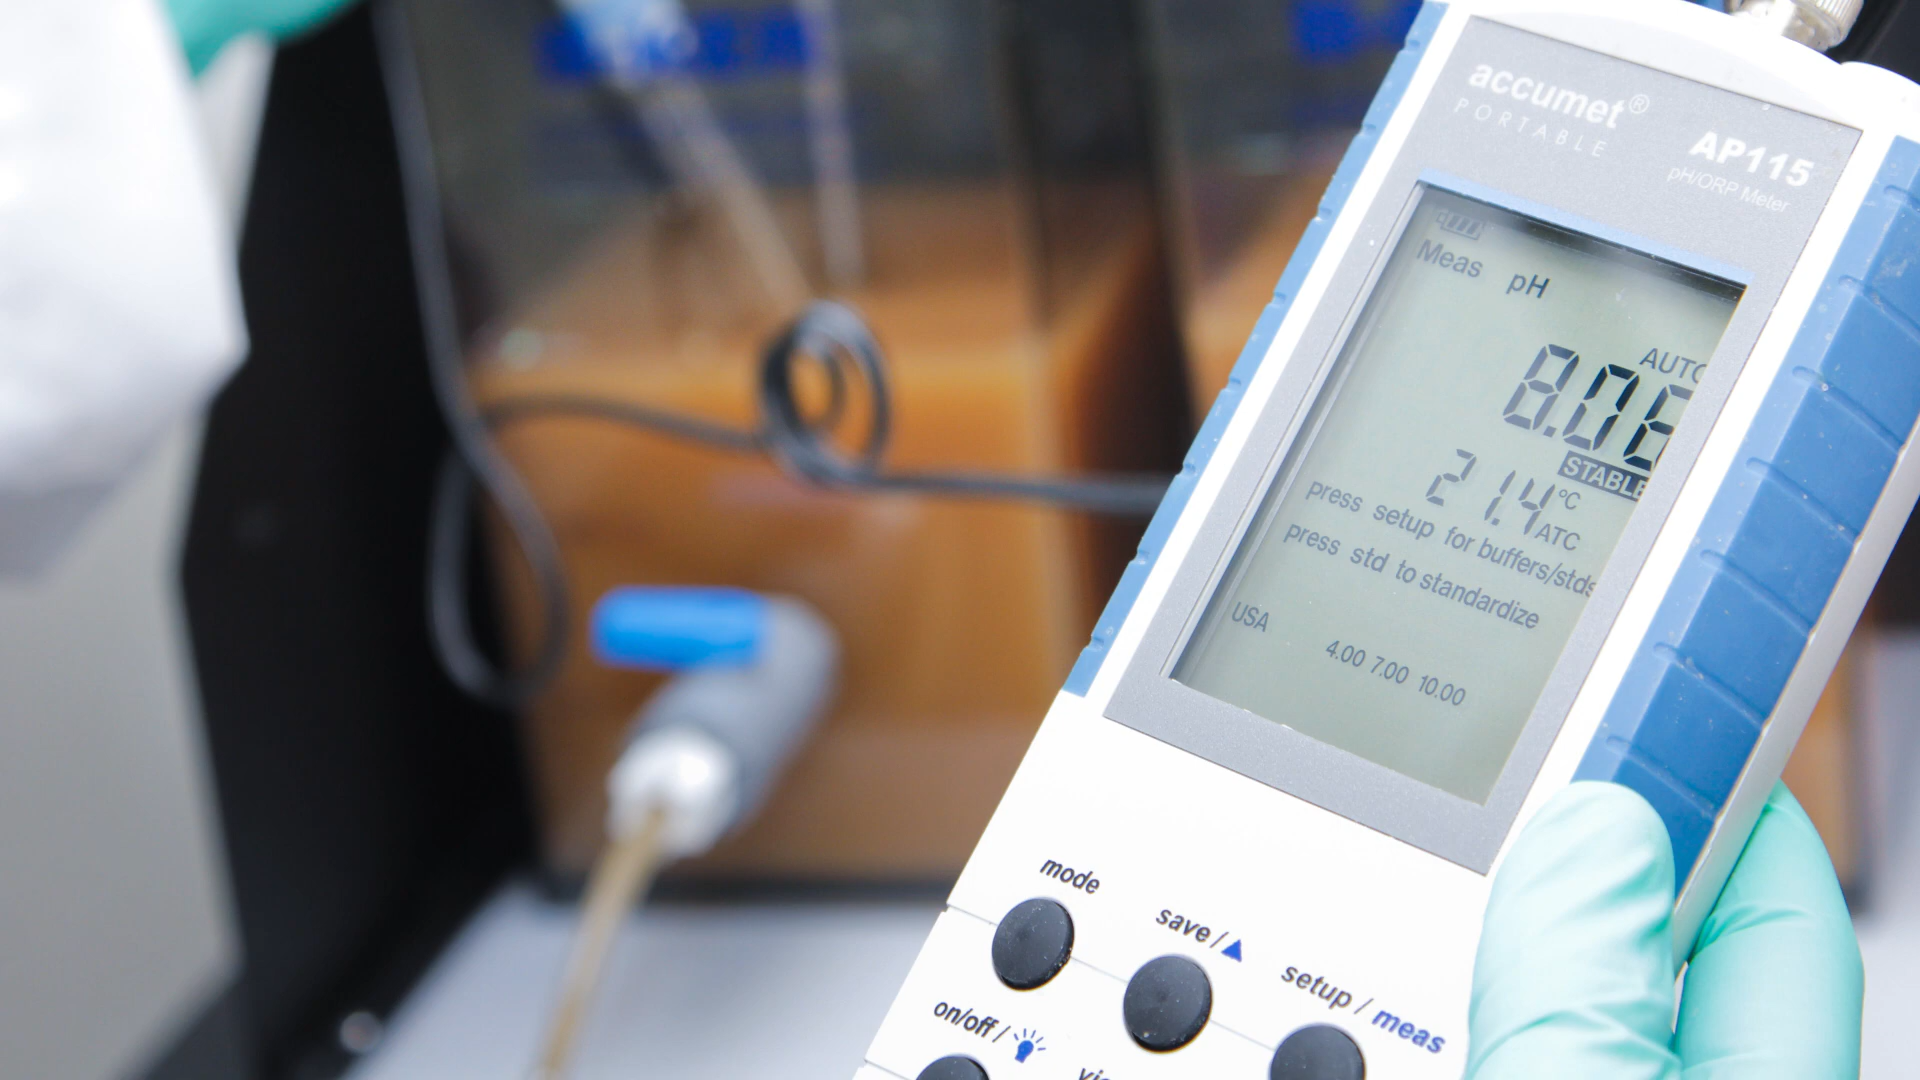 accumet®
PORTABLE
AP115
pH/ORP Meter
Meas pH
AUTO
8.06
STABLE
21.4 °C
ATC
press setup for buffers/stds
press std to standardize
USA
4.00 7.00 10.00
mode
save /
setup / meas
on/off /